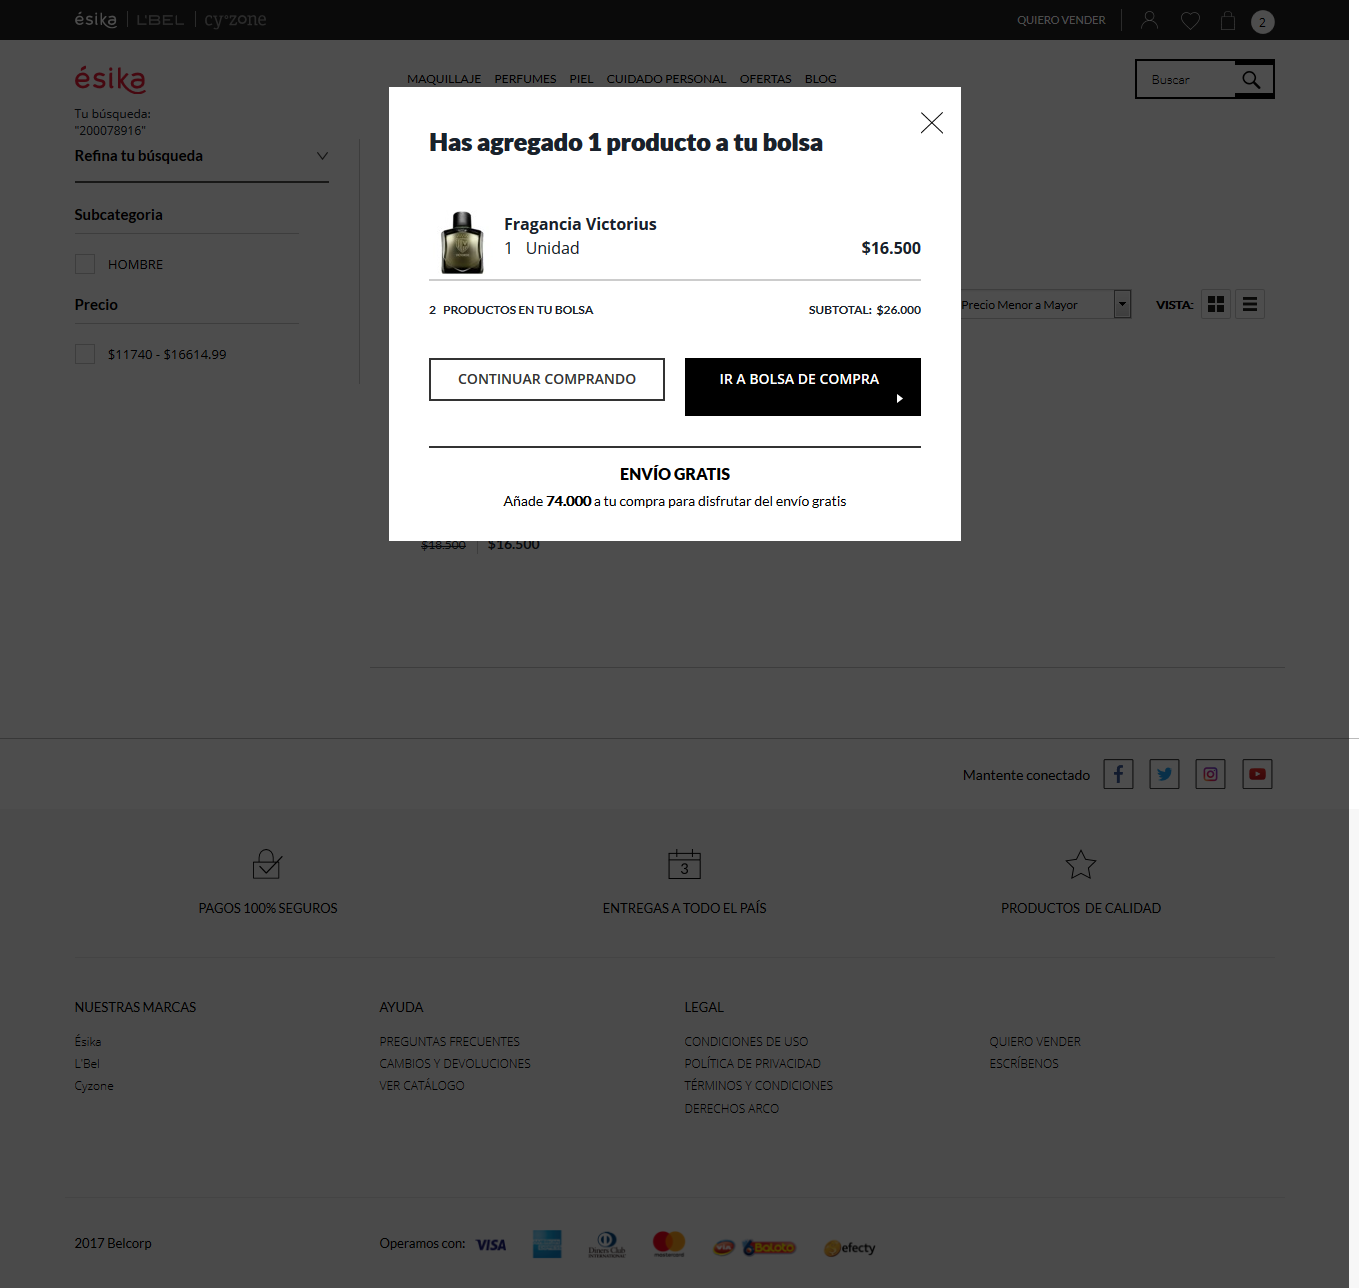 ésika L'BEL cy°zone QUIERO VENDER 2
ésika
MAQUILLAJE PERFUMES PIEL CUIDADO PERSONAL OFERTAS BLOG
Buscar
Tu búsqueda:
"200078916"
Refina tu búsqueda
Subcategoria
HOMBRE
Precio
$11740 - $16614.99
Has agregado 1 producto a tu bolsa
Fragancia Victorius
1 Unidad $16.500
2 PRODUCTOS EN TU BOLSA SUBTOTAL: $26.000
CONTINUAR COMPRANDO IR A BOLSA DE COMPRA
ENVÍO GRATIS
Añade 74.000 a tu compra para disfrutar del envío gratis
Precio Menor a Mayor VISTA:
$18.500 $16.500
Mantente conectado
3
PAGOS 100% SEGUROS ENTREGAS A TODO EL PAÍS PRODUCTOS DE CALIDAD
NUESTRAS MARCAS
Ésika
L'Bel
Cyzone
AYUDA
PREGUNTAS FRECUENTES
CAMBIOS Y DEVOLUCIONES
VER CATÁLOGO
LEGAL
CONDICIONES DE USO
POLÍTICA DE PRIVACIDAD
TÉRMINOS Y CONDICIONES
DERECHOS ARCO
QUIERO VENDER
ESCRÍBENOS
2017 Belcorp
Operamos con: VISA Diners Club INTERNATIONAL mastercard Baloto efecty